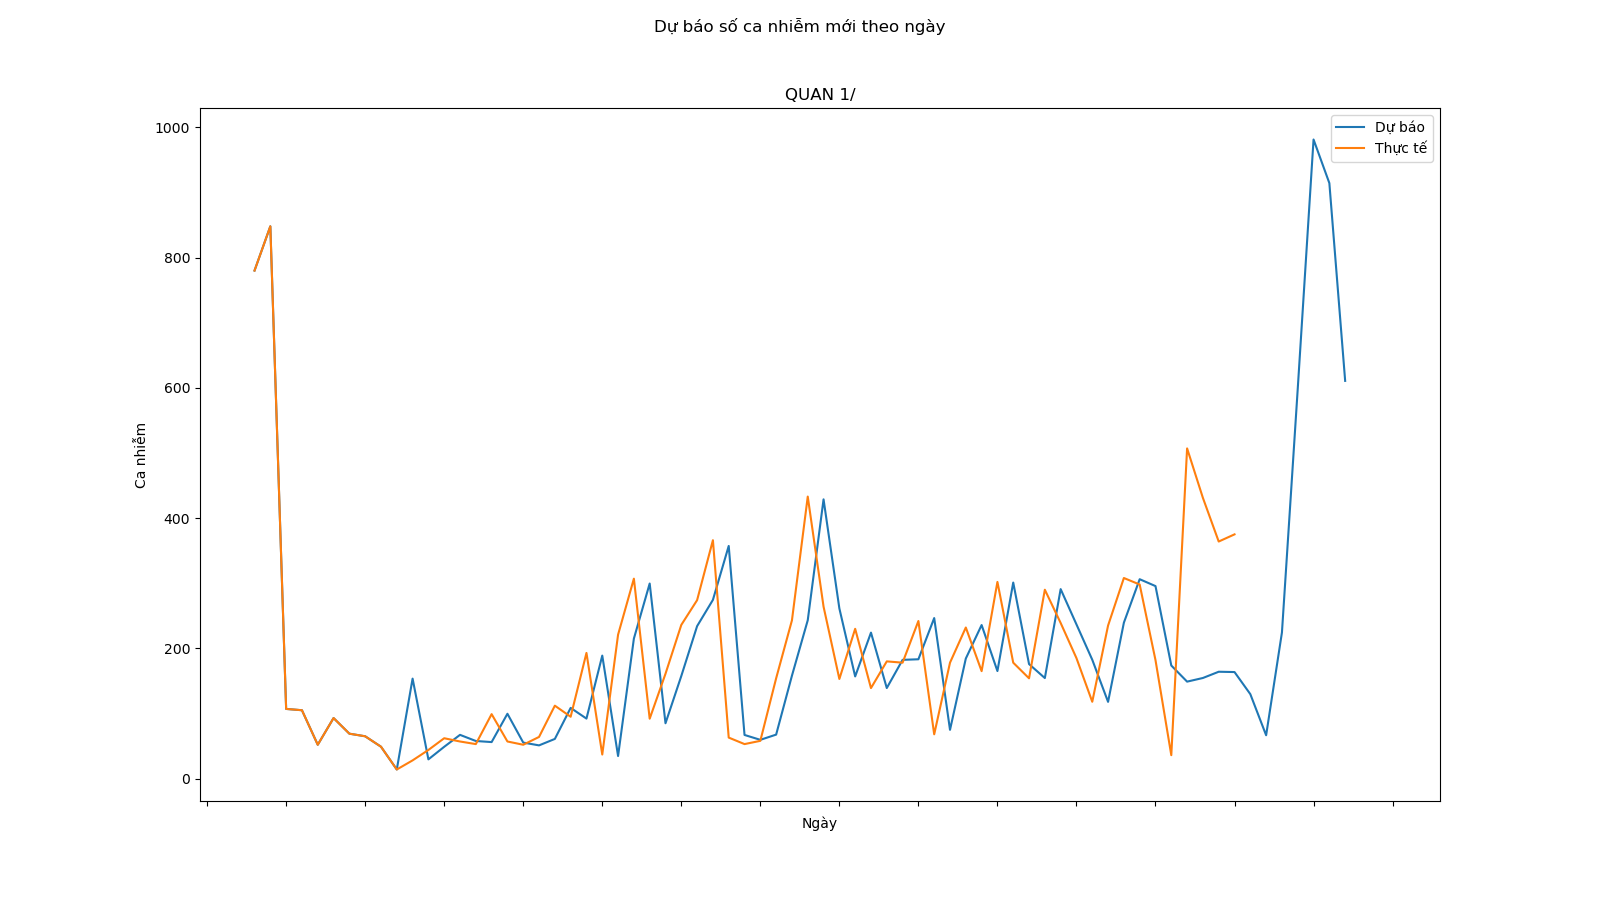 Dự báo số ca nhiễm mới theo ngày
QUAN 1/
Dự báo
Thực tế
1000
800
600
400
200
0
Ca nhiễm
Ngày